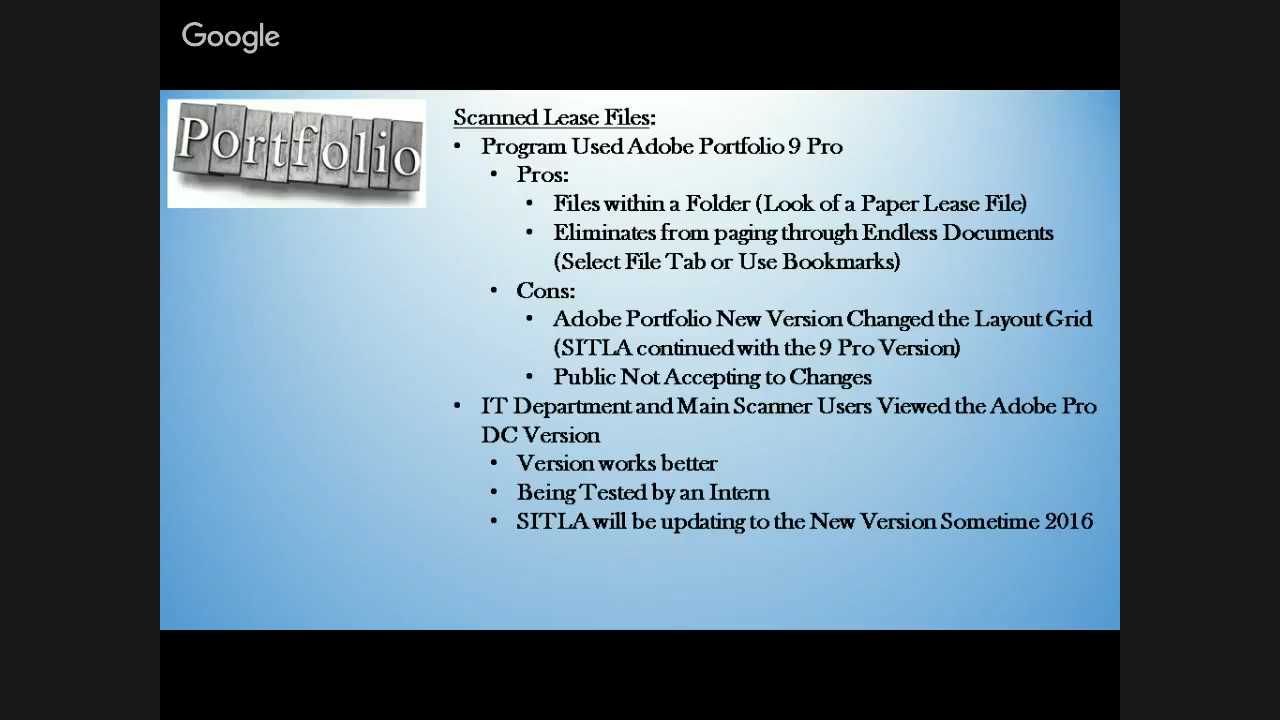 Google
Portfolio
Scanned Lease Files:
• Program Used Adobe Portfolio 9 Pro
• Pros:
• Files within a Folder (Look of a Paper Lease File)
• Eliminates from paging through Endless Documents
(Select File Tab or Use Bookmarks)
• Cons:
• Adobe Portfolio New Version Changed the Layout Grid
(SITLA continued with the 9 Pro Version)
• Public Not Accepting to Changes
• IT Department and Main Scanner Users Viewed the Adobe Pro
DC Version
• Version works better
• Being Tested by an Intern
• SITLA will be updating to the New Version Sometime 2016